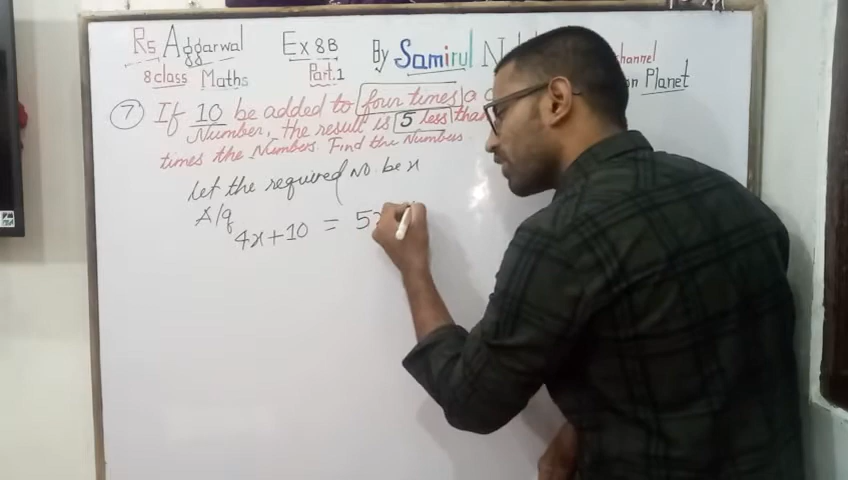 Rs Aggarwal Ex 8B By Samirul
8class Maths Part.1 channel
Planet
7 If 10 be added to four times a
Number, the result is 5 less than
times the Numbers. Find the Numbers.
Let the required No be x
A/q
4x+10 = 5x